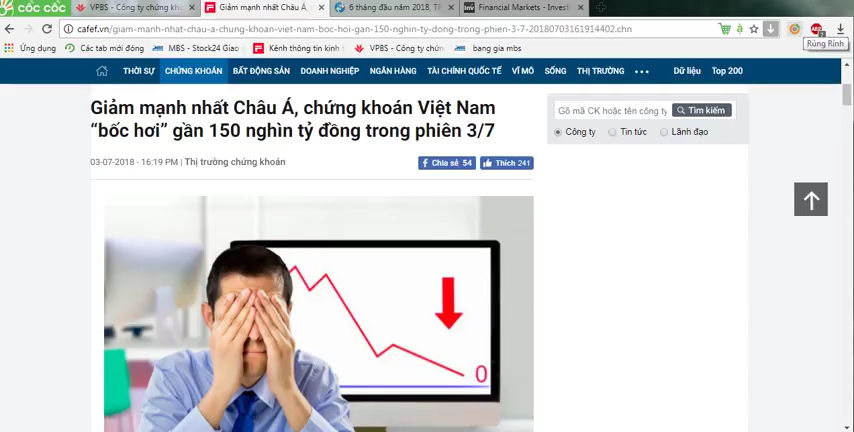 cốc cốc
VPBS - Công ty chứng kho
Giảm mạnh nhất Châu Á,
6 tháng đầu năm 2018, TP
Financial Markets - Invest
cafef.vn/giam-manh-nhat-chau-a-chung-khoan-viet-nam-boc-hoi-gan-150-nghin-ty-dong-trong-phien-3-7-20180703161914402.chn
Rủng Rỉnh
Ứng dụng
Các tab mới đóng
MBS - Stock24 Giao
Kênh thông tin kinh t
VPBS - Công ty chứn
bang gia mbs
THỜI SỰ CHỨNG KHOÁN BẤT ĐỘNG SẢN DOANH NGHIỆP NGÂN HÀNG TÀI CHÍNH QUỐC TẾ VĨ MÔ SỐNG THỊ TRƯỜNG ••• Dữ liệu Top 200
Giảm mạnh nhất Châu Á, chứng khoán Việt Nam
“bốc hơi” gần 150 nghìn tỷ đồng trong phiên 3/7
03-07-2018 - 16:19 PM | Thị trường chứng khoán
Chia sẻ 54
Thích 241
Gõ mã CK hoặc tên công ty
Tìm kiếm
Công ty Tin tức Lãnh đạo
0